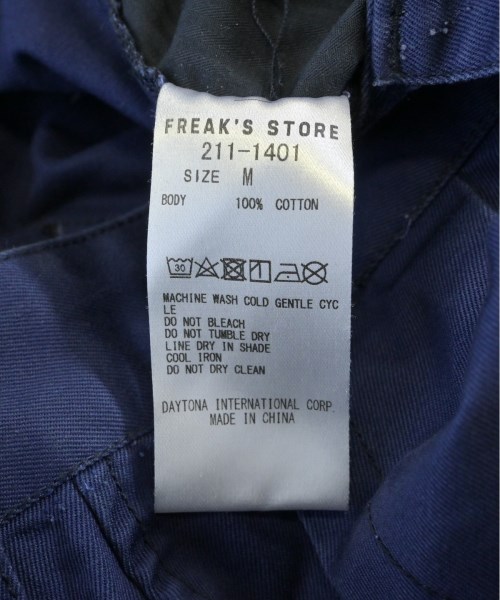 FREAK'S STORE
211-1401
SIZE M
BODY 100% COTTON
30
MACHINE WASH COLD GENTLE CYC
LE
DO NOT BLEACH
DO NOT TUMBLE DRY
LINE DRY IN SHADE
COOL IRON
DO NOT DRY CLEAN
DAYTONA INTERNATIONAL CORP.
MADE IN CHINA